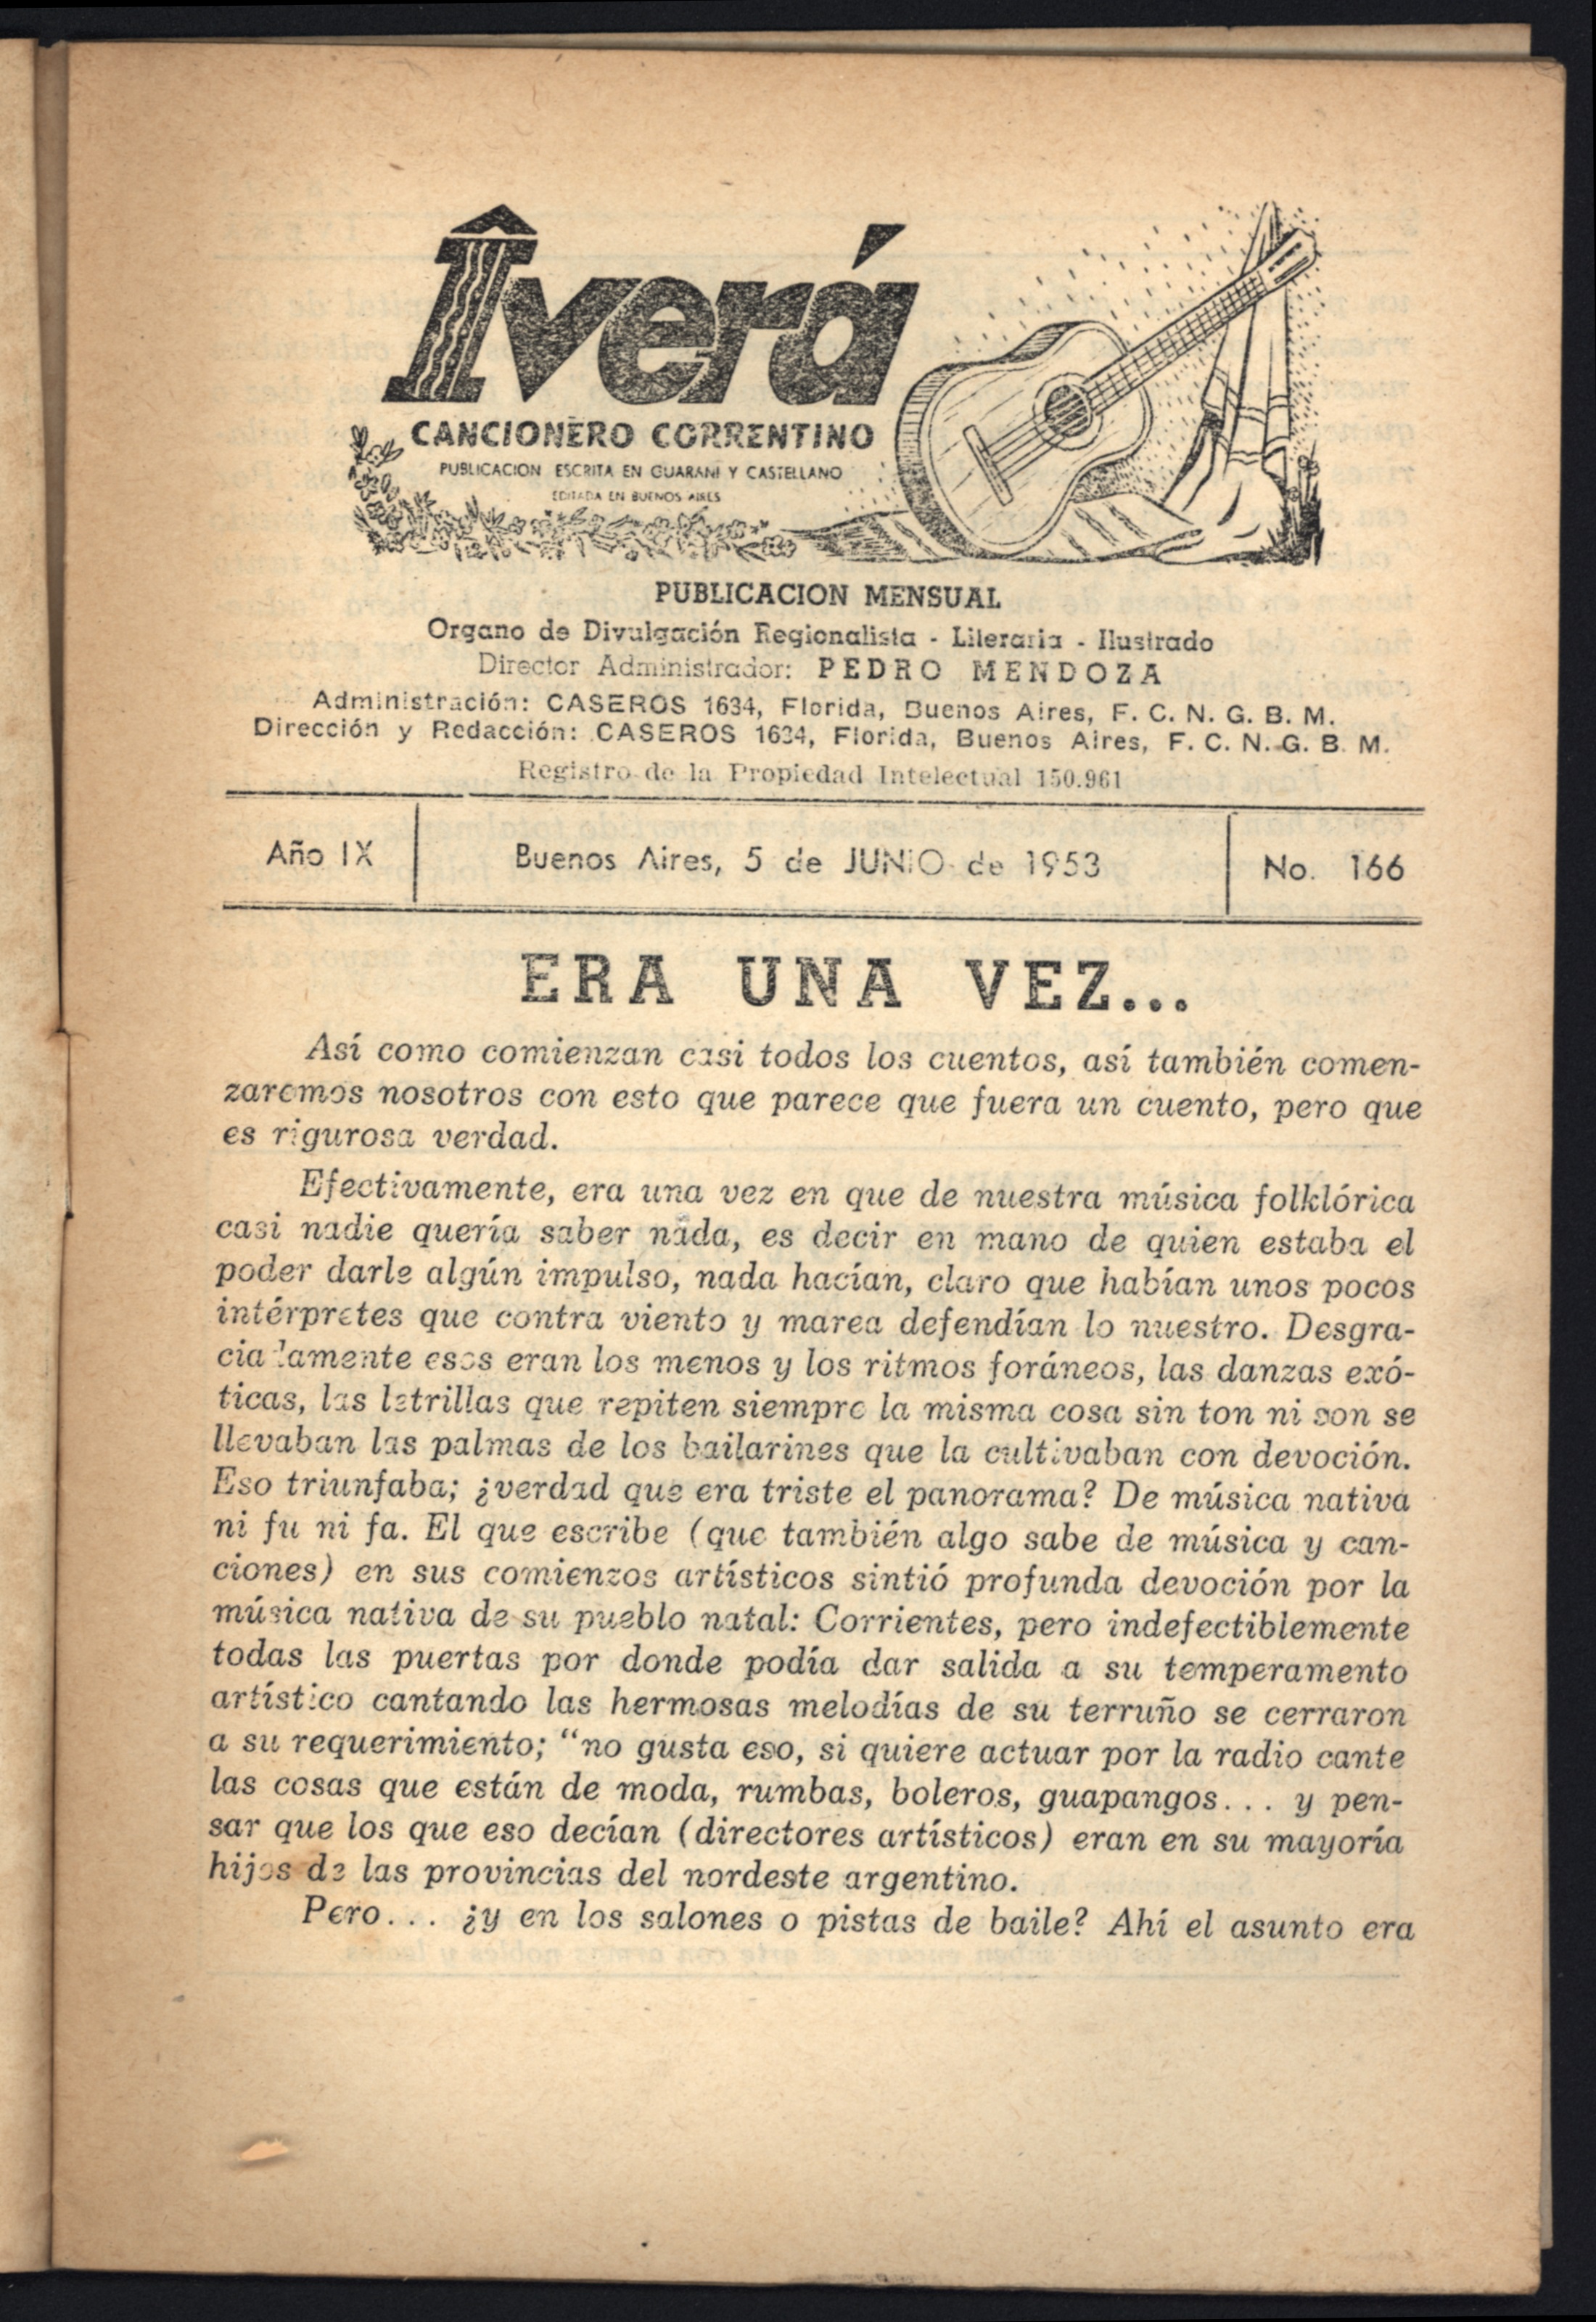 Îverá
CANCIONERO CORRENTINO
PUBLICACION ESCRITA EN GUARANI Y CASTELLANO
EDITADA EN BUENOS AIRES
PUBLICACION MENSUAL
Organo de Divulgación Regionalista - Literaria - Ilustrado
Director Administrador: PEDRO MENDOZA
Administración: CASEROS 1634, Florida, Buenos Aires, F. C. N. G. B. M.
Dirección y Redacción: CASEROS 1634, Florida, Buenos Aires, F. C. N. G. B. M.
Registro de la Propiedad Intelectual 150.961
Año IX
Buenos Aires, 5 de JUNIO de 1953
No. 166
ERA UNA VEZ...
Así como comienzan casi todos los cuentos, así también comen-
zaremos nosotros con esto que parece que fuera un cuento, pero que
es rigurosa verdad.
Efectivamente, era una vez en que de nuestra música folklórica
casi nadie quería saber nada, es decir en mano de quien estaba el
poder darle algún impulso, nada hacían, claro que habían unos pocos
intérpretes que contra viento y marea defendían lo nuestro. Desgra-
ciadamente esos eran los menos y los ritmos foráneos, las danzas exó-
ticas, las letrillas que repiten siempre la misma cosa sin ton ni son se
llevaban las palmas de los bailarines que la cultivaban con devoción.
Eso triunfaba; ¿verdad que era triste el panorama? De música nativa
ni fu ni fa. El que escribe (que también algo sabe de música y can-
ciones) en sus comienzos artísticos sintió profunda devoción por la
música nativa de su pueblo natal: Corrientes, pero indefectiblemente
todas las puertas por donde podía dar salida a su temperamento
artístico cantando las hermosas melodías de su terruño se cerraron
a su requerimiento; "no gusta eso, si quiere actuar por la radio cante
las cosas que están de moda, rumbas, boleros, guapangos... y pen-
sar que los que eso decían (directores artísticos) eran en su mayoría
hijos de las provincias del nordeste argentino.
Pero... ¿y en los salones o pistas de baile? Ahí el asunto era